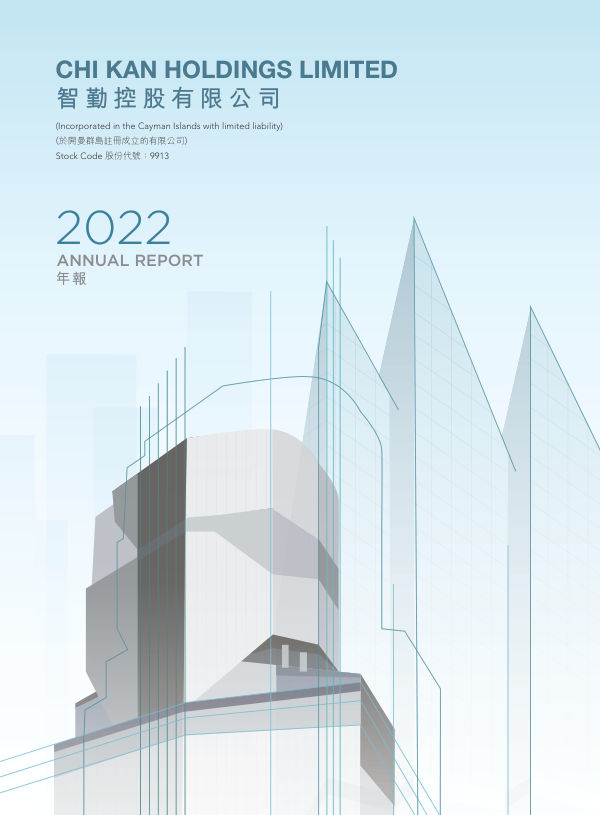 CHI KAN HOLDINGS LIMITED
智勤控股有限公司
(Incorporated in the Cayman Islands with limited liability)
(於開曼群島註冊成立的有限公司)
Stock Code 股份代號：9913
2022
ANNUAL REPORT
年報